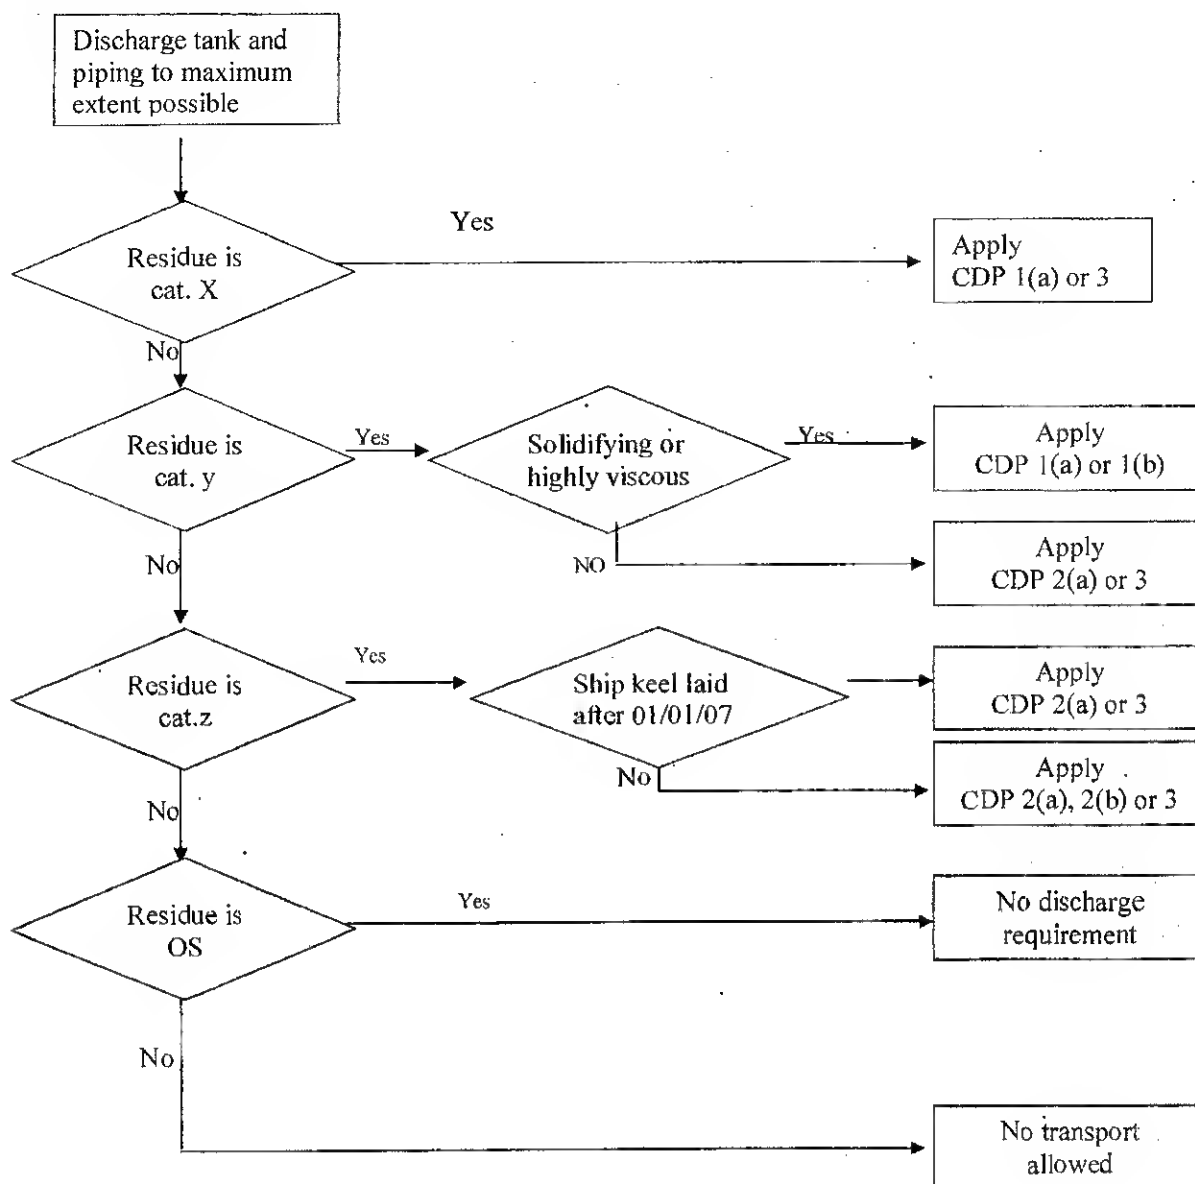 Discharge tank and
piping to maximum
extent possible
Yes
Residue is
cat. X
Apply
CDP 1(a) or 3
No
Residue is
cat. y
Yes
Solidifying or
highly viscous
Yes
Apply
CDP 1(a) or 1(b)
No
NO
Apply
CDP 2(a) or 3
Residue is
cat.z
Yes
Ship keel laid
after 01/01/07
Apply
CDP 2(a) or 3
No
No
Apply
CDP 2(a), 2(b) or 3
Residue is
OS
Yes
No discharge
requirement
No
No transport
allowed